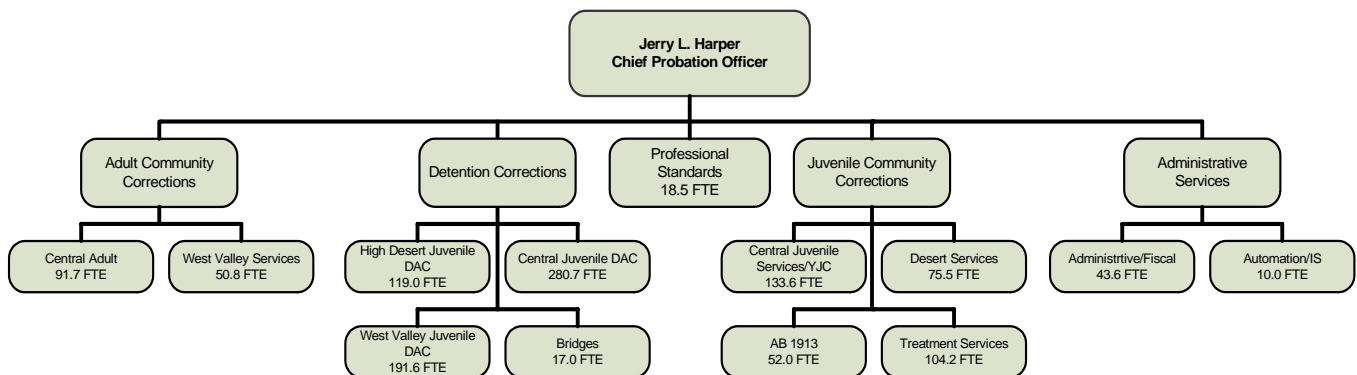 Jerry L. Harper
Chief Probation Officer
Adult Community
Corrections
Detention Corrections
Professional
Standards
18.5 FTE
Juvenile Community
Corrections
Administrative
Services
Central Adult
91.7 FTE
West Valley Services
50.8 FTE
High Desert Juvenile
DAC
119.0 FTE
Central Juvenile DAC
280.7 FTE
Central Juvenile
Services/YJC
133.6 FTE
Desert Services
75.5 FTE
Administrtive/Fiscal
43.6 FTE
Automation/IS
10.0 FTE
West Valley Juvenile
DAC
191.6 FTE
Bridges
17.0 FTE
AB 1913
52.0 FTE
Treatment Services
104.2 FTE